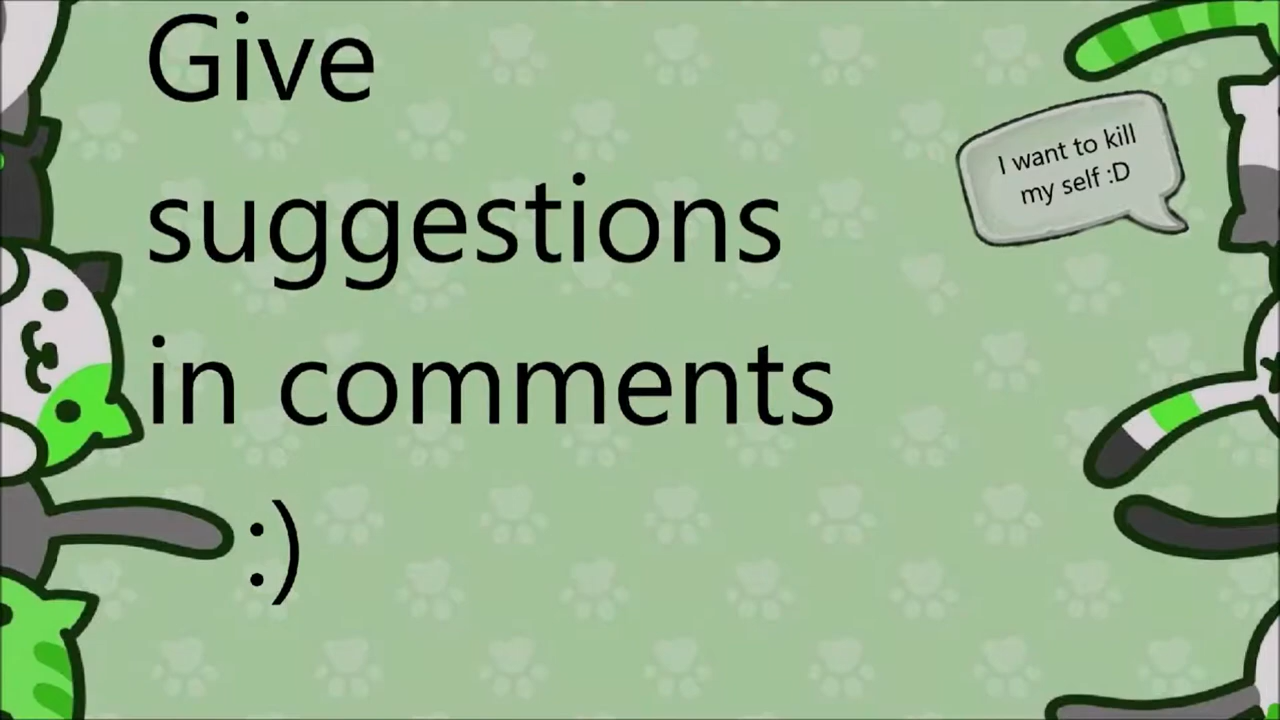 Give
suggestions
in comments
:)
I want to kill
my self :D